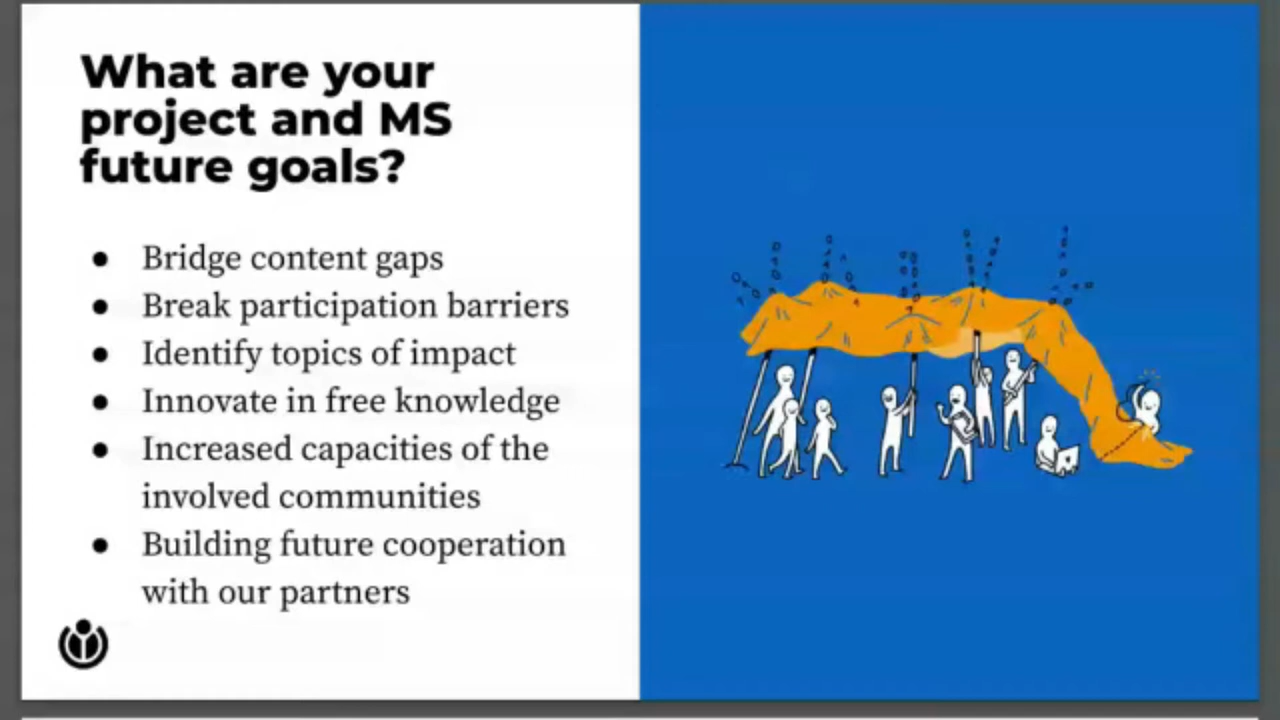 What are your
project and MS
future goals?
● Bridge content gaps
● Break participation barriers
● Identify topics of impact
● Innovate in free knowledge
● Increased capacities of the
involved communities
● Building future cooperation
with our partners